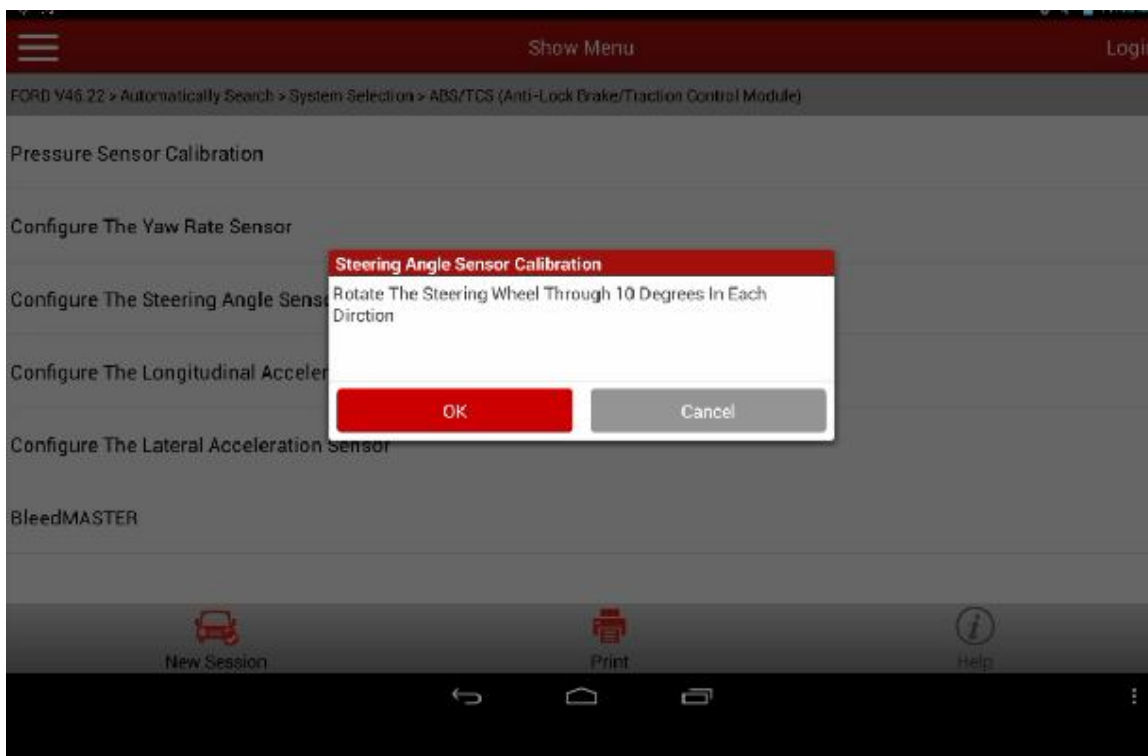 Show Menu
Login
FORD V46.22 > Automatically Search > System Selection > ABS/TCS (Anti-Lock Brake/Traction Control Module)
Pressure Sensor Calibration
Configure The Yaw Rate Sensor
Steering Angle Sensor Calibration
Configure The Steering Angle Senso
Rotate The Steering Wheel Through 10 Degrees In Each
Dirction
Configure The Longitudinal Acceler
OK
Cancel
Configure The Lateral Acceleration Sensor
BleedMASTER
New Session
Print
Help